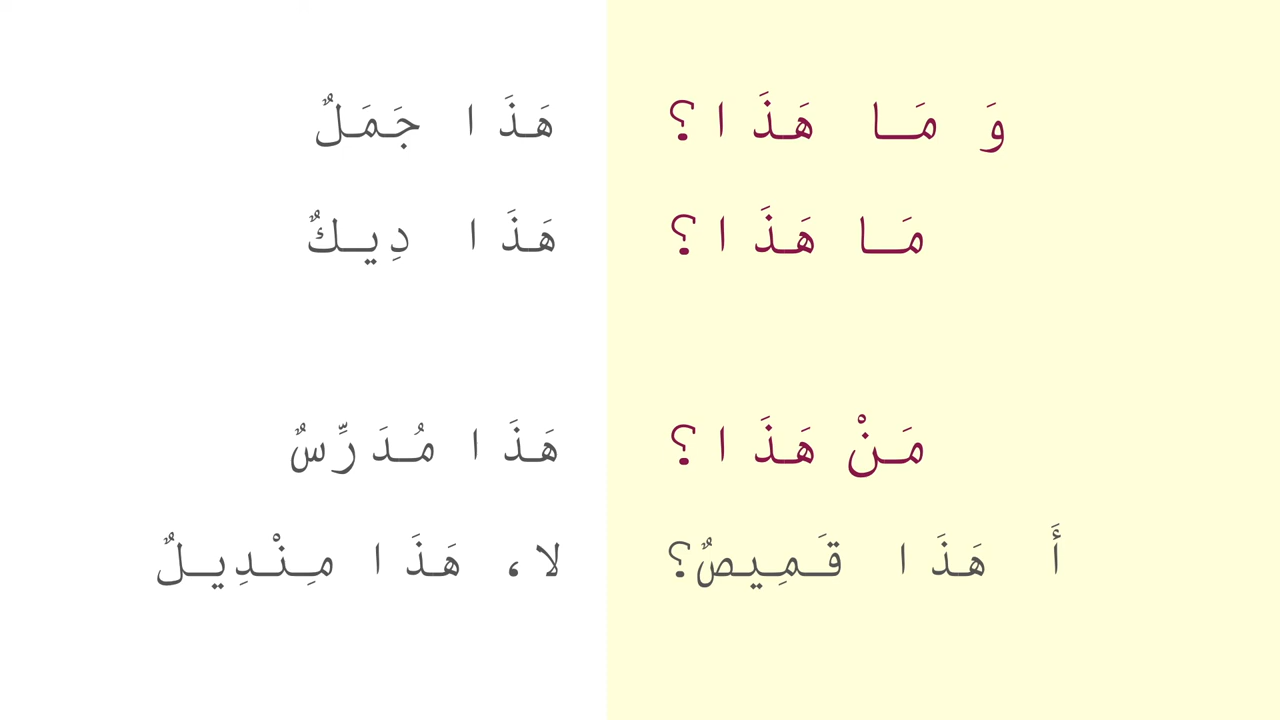 وَ مَا هَذَا؟ هَذَا جَمَلٌ
مَا هَذَا؟ هَذَا دِيكٌ
مَنْ هَذَا؟ هَذَا مُدَرِّسٌ
أَ هَذَا قَمِيصٌ؟ لا، هَذَا مِنْدِيلٌ